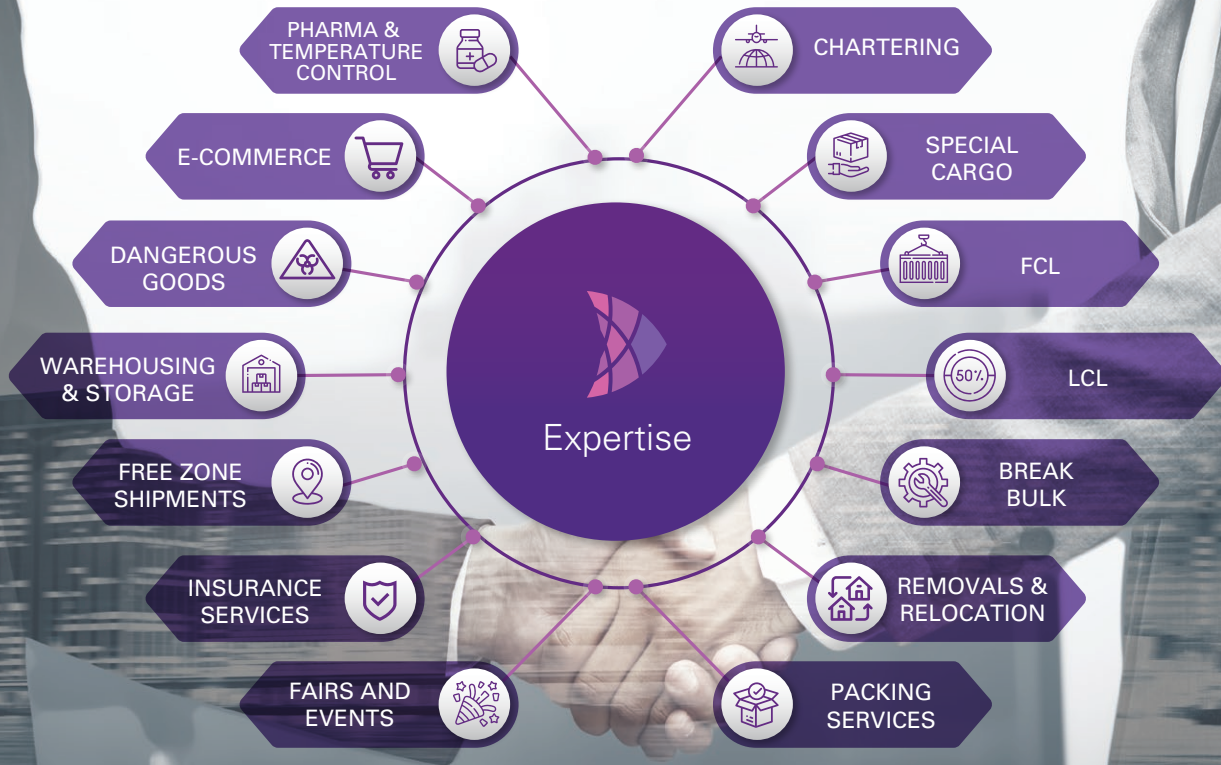 PHARMA &
TEMPERATURE
CONTROL
CHARTERING
E-COMMERCE
SPECIAL
CARGO
DANGEROUS
GOODS
FCL
WAREHOUSING
& STORAGE
50%
LCL
Expertise
FREE ZONE
SHIPMENTS
BREAK
BULK
INSURANCE
SERVICES
REMOVALS &
RELOCATION
FAIRS AND
EVENTS
PACKING
SERVICES